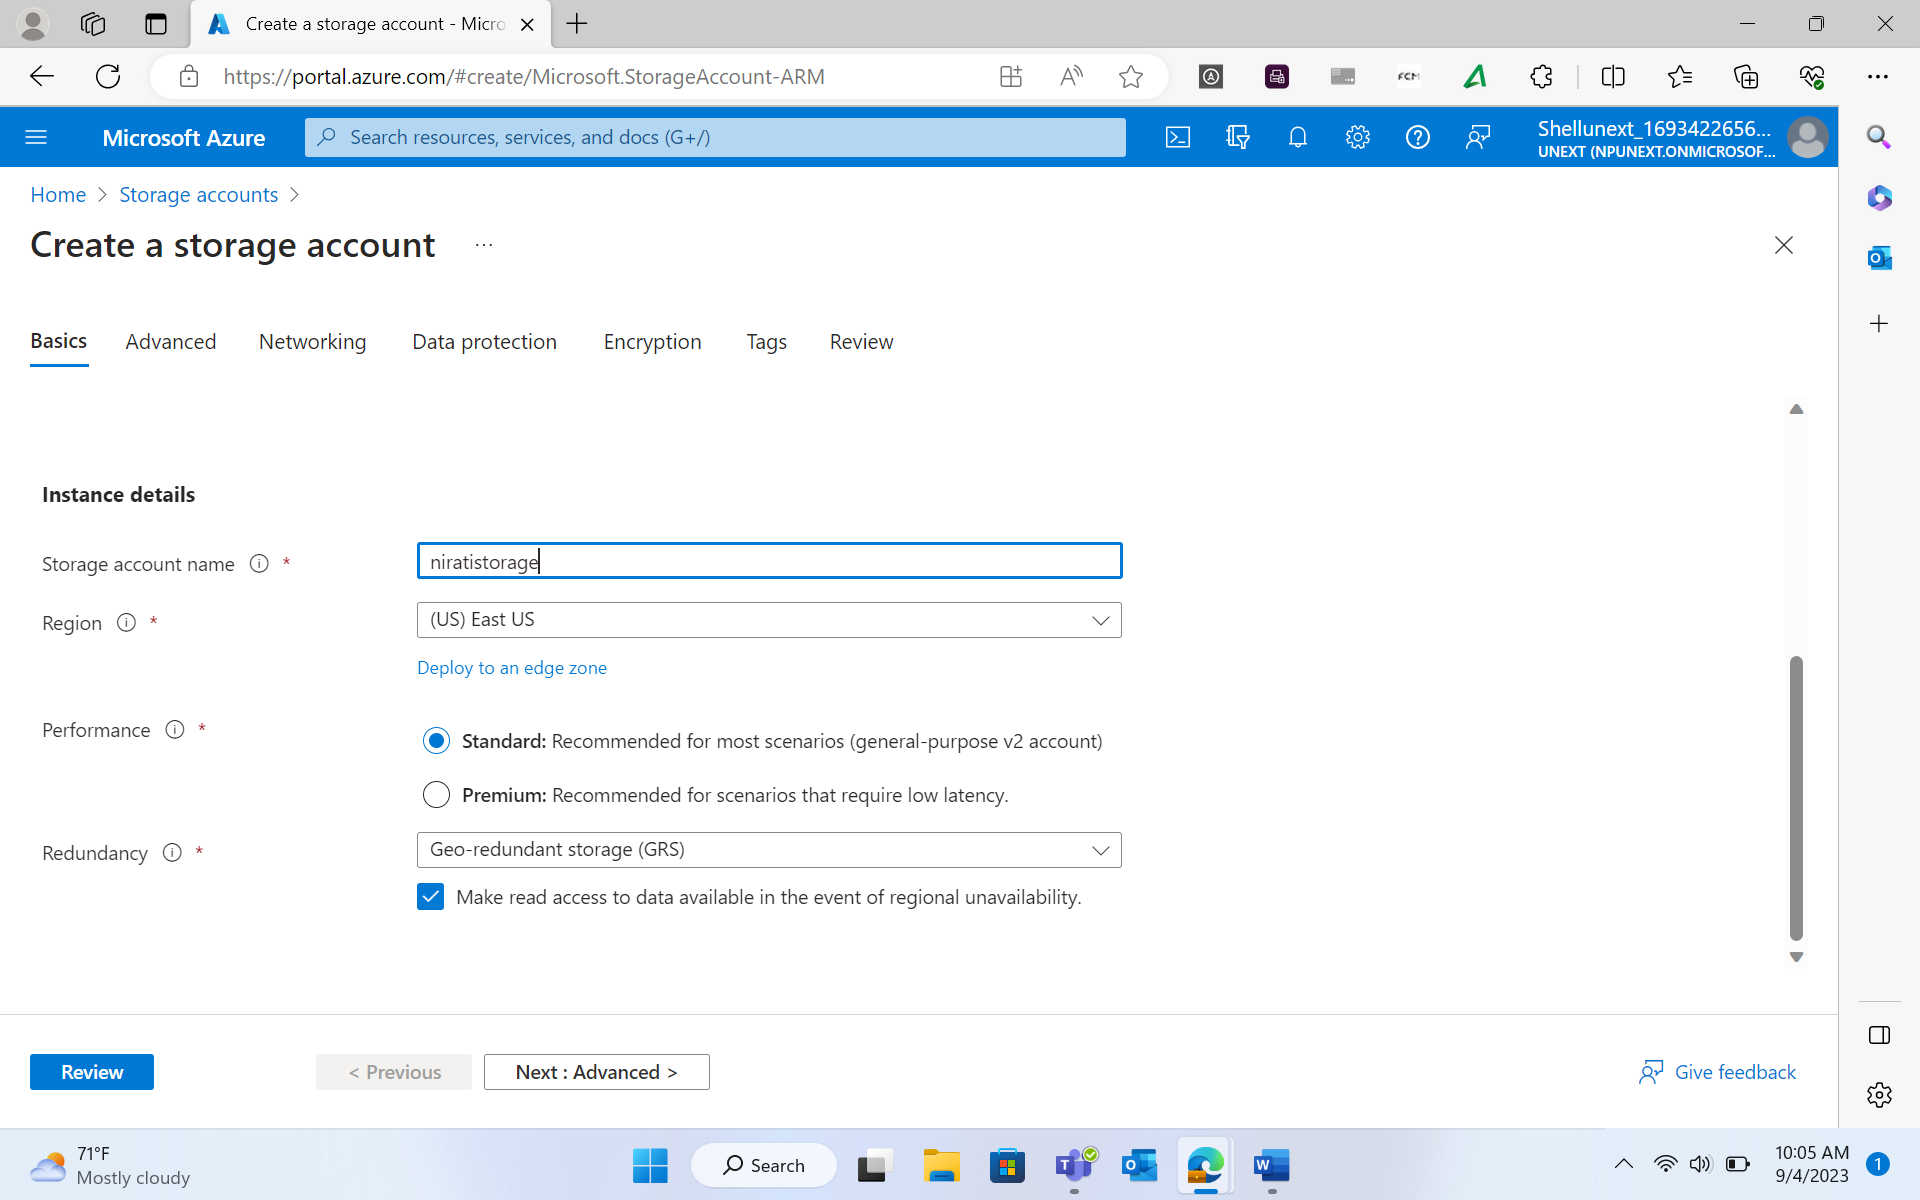 Create a storage account - Micro
https://portal.azure.com/#create/Microsoft.StorageAccount-ARM
FCM
Microsoft Azure
Search resources, services, and docs (G+/)
Shellunext_1693422656...
UNEXT (NPUNEXT.ONMICROSOF...
Home > Storage accounts >
Create a storage account ...
Basics Advanced Networking Data protection Encryption Tags Review
Instance details
Storage account name *
niratistorage
Region *
(US) East US
Deploy to an edge zone
Performance *
Standard: Recommended for most scenarios (general-purpose v2 account)
Premium: Recommended for scenarios that require low latency.
Redundancy *
Geo-redundant storage (GRS)
Make read access to data available in the event of regional unavailability.
Review
< Previous
Next : Advanced >
Give feedback
71°F
Mostly cloudy
Search
10:05 AM
9/4/2023
1